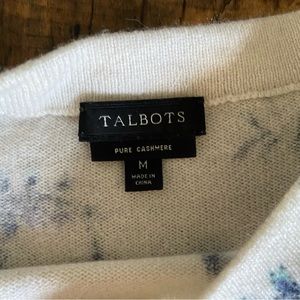 TALBOTS
PURE CASHMERE
M
MADE IN
CHINA